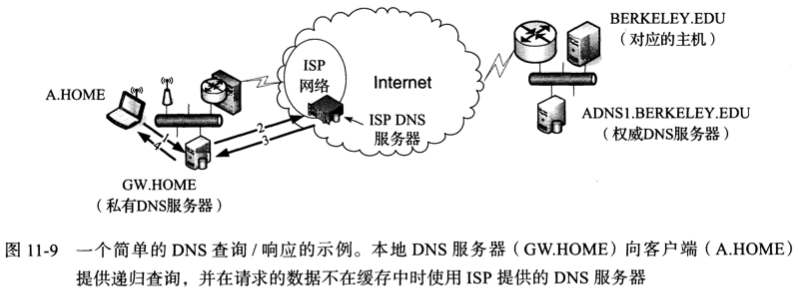 BERKELEY.EDU
（对应的主机）
ISP
网络
Internet
A.HOME
ISP DNS
服务器
ADNS1.BERKELEY.EDU
（权威DNS服务器）
1
4
2
3
GW.HOME
（私有DNS服务器）
图 11-9 一个简单的 DNS 查询 / 响应的示例。本地 DNS 服务器（GW.HOME）向客户端（A.HOME）
提供递归查询，并在请求的数据不在缓存中时使用 ISP 提供的 DNS 服务器